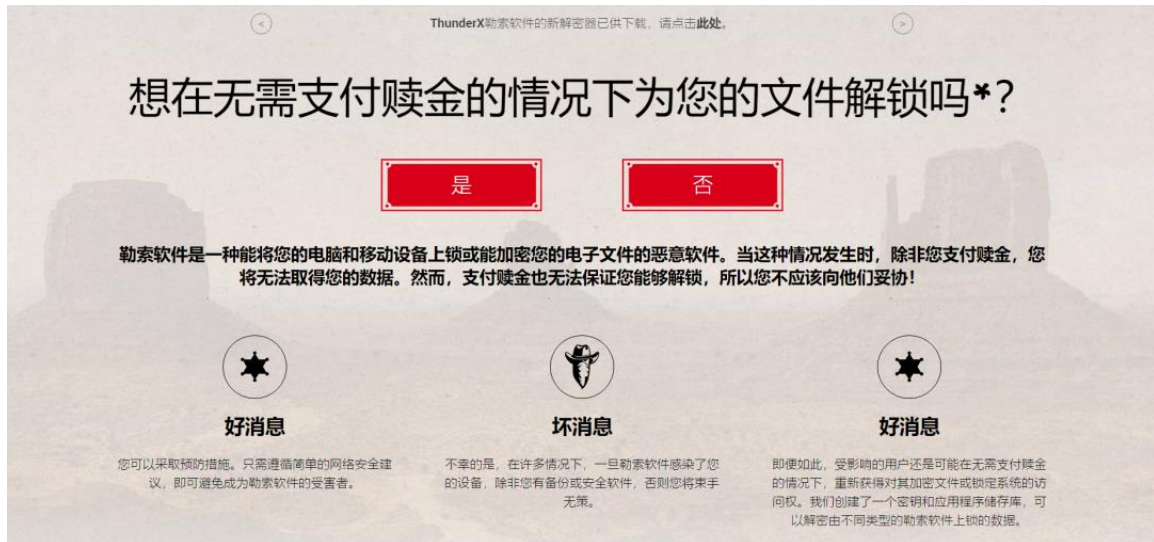 ThunderX勒索软件的新解密器已供下载，请点击此处。
想在无需支付赎金的情况下为您的文件解锁吗*？
是
否
勒索软件是一种能将您的电脑和移动设备上锁或能加密您的电子文件的恶意软件。当这种情况发生时，除非您支付赎金，您
将无法取得您的数据。然而，支付赎金也无法保证您能够解锁，所以您不应该向他们妥协！
好消息
您可以采取预防措施。只需遵循简单的网络安全建
议，即可避免成为勒索软件的受害者。
坏消息
不幸的是，在许多情况下，一旦勒索软件感染了您
的设备，除非您有备份或安全软件，否则您将束手
无策。
好消息
即便如此，受影响的用户还是可能在无需支付赎金
的情况下，重新获得对其加密文件或锁定系统的访
问权。我们创建了一个密钥和应用程序储存库，可
以解密由不同类型的勒索软件上锁的数据。